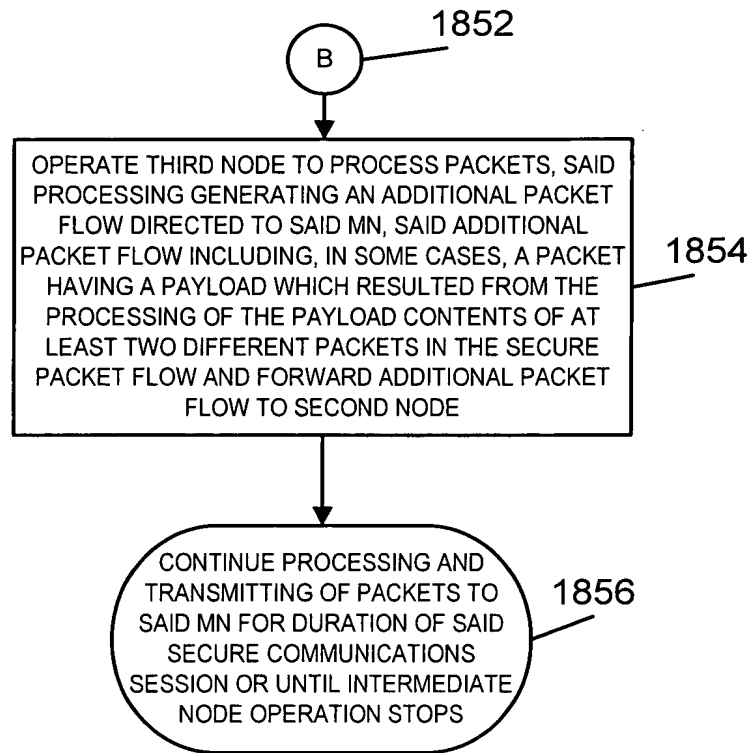 1852
B
OPERATE THIRD NODE TO PROCESS PACKETS, SAID
PROCESSING GENERATING AN ADDITIONAL PACKET
FLOW DIRECTED TO SAID MN, SAID ADDITIONAL
PACKET FLOW INCLUDING, IN SOME CASES, A PACKET
HAVING A PAYLOAD WHICH RESULTED FROM THE
PROCESSING OF THE PAYLOAD CONTENTS OF AT
LEAST TWO DIFFERENT PACKETS IN THE SECURE
PACKET FLOW AND FORWARD ADDITIONAL PACKET
FLOW TO SECOND NODE
1854
CONTINUE PROCESSING AND
TRANSMITTING OF PACKETS TO
SAID MN FOR DURATION OF SAID
SECURE COMMUNICATIONS
SESSION OR UNTIL INTERMEDIATE
NODE OPERATION STOPS
1856